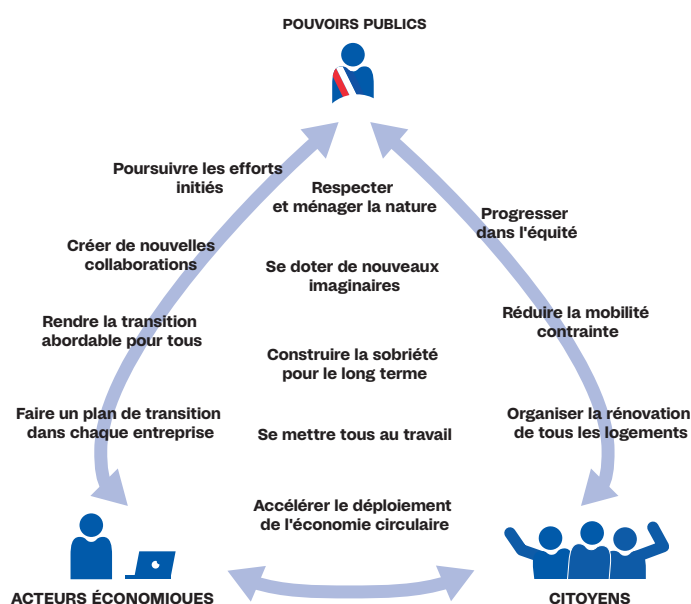 POUVOIRS PUBLICS
Poursuivre les efforts
initiés
Respecter
et ménager la nature
Progresser
dans l'équité
Créer de nouvelles
collaborations
Se doter de nouveaux
imaginaires
Rendre la transition
abordable pour tous
Réduire la mobilité
contrainte
Construire la sobriété
pour le long terme
Faire un plan de transition
dans chaque entreprise
Se mettre tous au travail
Organiser la rénovation
de tous les logements
Accélérer le déploiement
de l'économie circulaire
ACTEURS ÉCONOMIQUES
CITOYENS